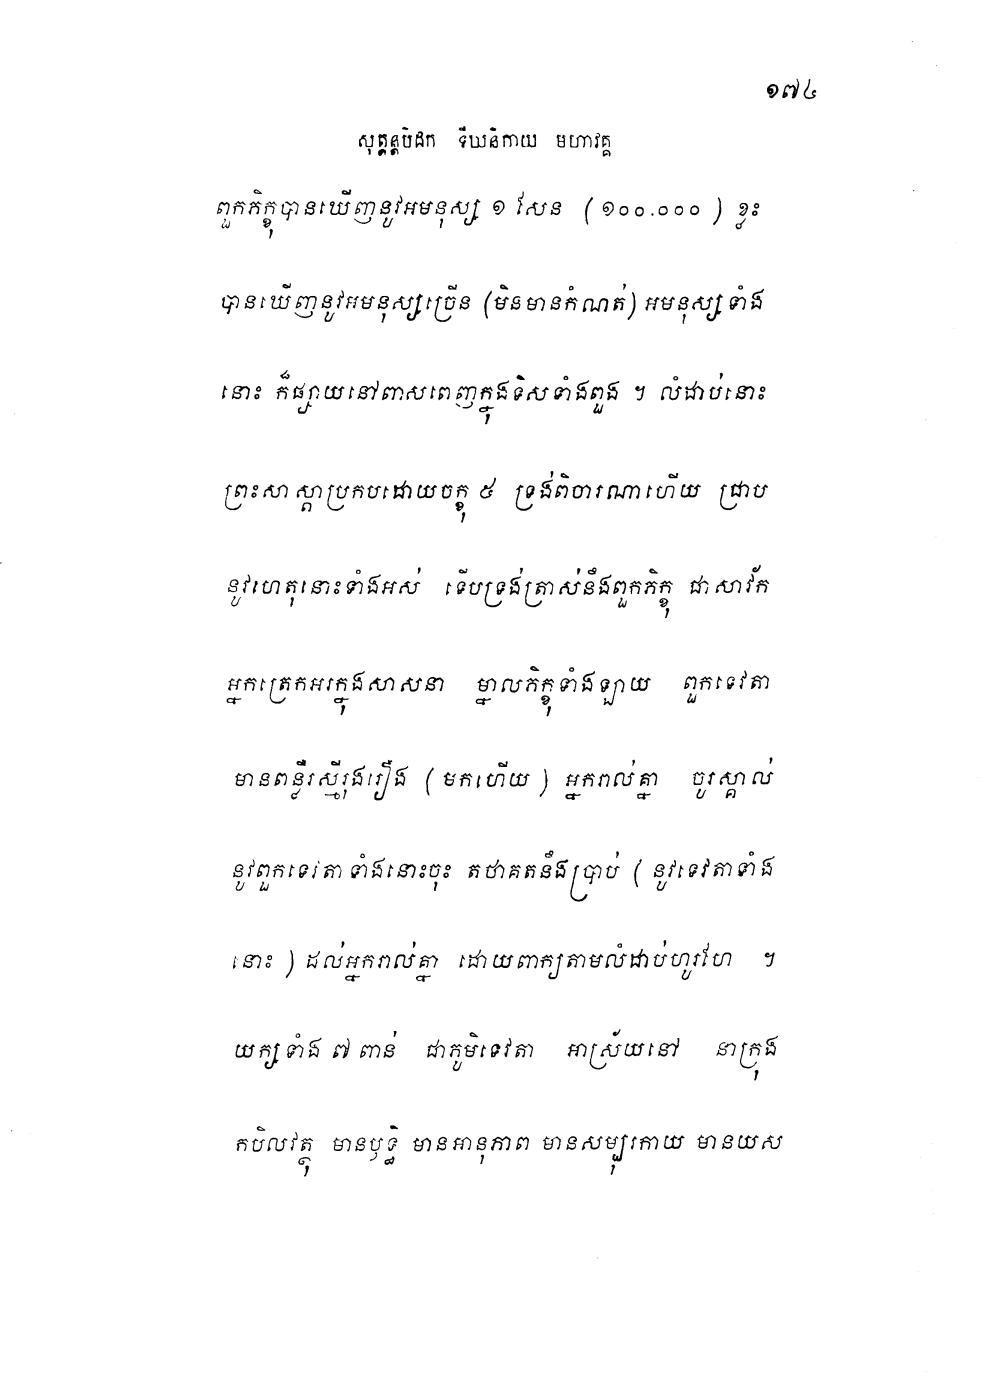 ១៧៤
សុត្តន្តបិដក ទីឃនិកាយ មហាវគ្គ
ពួកភិក្ខុបានឃើញនូវអមនុស្ស ១ សែន (១០០.០០០) ខ្លះ
បានឃើញនូវអមនុស្សច្រើន (មិនមានកំណត់) អមនុស្សទាំង
នោះ ក៏ផ្សាយនៅពាសពេញក្នុងទិសទាំងពួង ។ លំដាប់នោះ
ព្រះសាស្តាប្រកបដោយចក្ខុ ៥ ទ្រង់ពិចារណាហើយ ជ្រាប
នូវហេតុនោះទាំងអស់ ទើបទ្រង់ត្រាស់នឹងពួកភិក្ខុ ជាសាវ័ក
អ្នកត្រេកអរក្នុងសាសនា ម្នាលភិក្ខុទាំងឡាយ ពួកទេវតា
មានពន្លឺរស្មីរុងរឿង (មកហើយ) អ្នករាល់គ្នា ចូរស្គាល់
នូវពួកទេវតាទាំងនោះចុះ តថាគតនឹងប្រាប់ (នូវទេវតាទាំង
នោះ) ដល់អ្នករាល់គ្នា ដោយពាក្យតាមលំដាប់ហូរហែ ។
យក្សទាំង ៧ ពាន់ ជាភូមិទេវតា អាស្រ័យនៅ នាក្រុង
កបិលវត្ថុ មានឫទ្ធិ មានអានុភាព មានសម្បុរកាយ មានយស